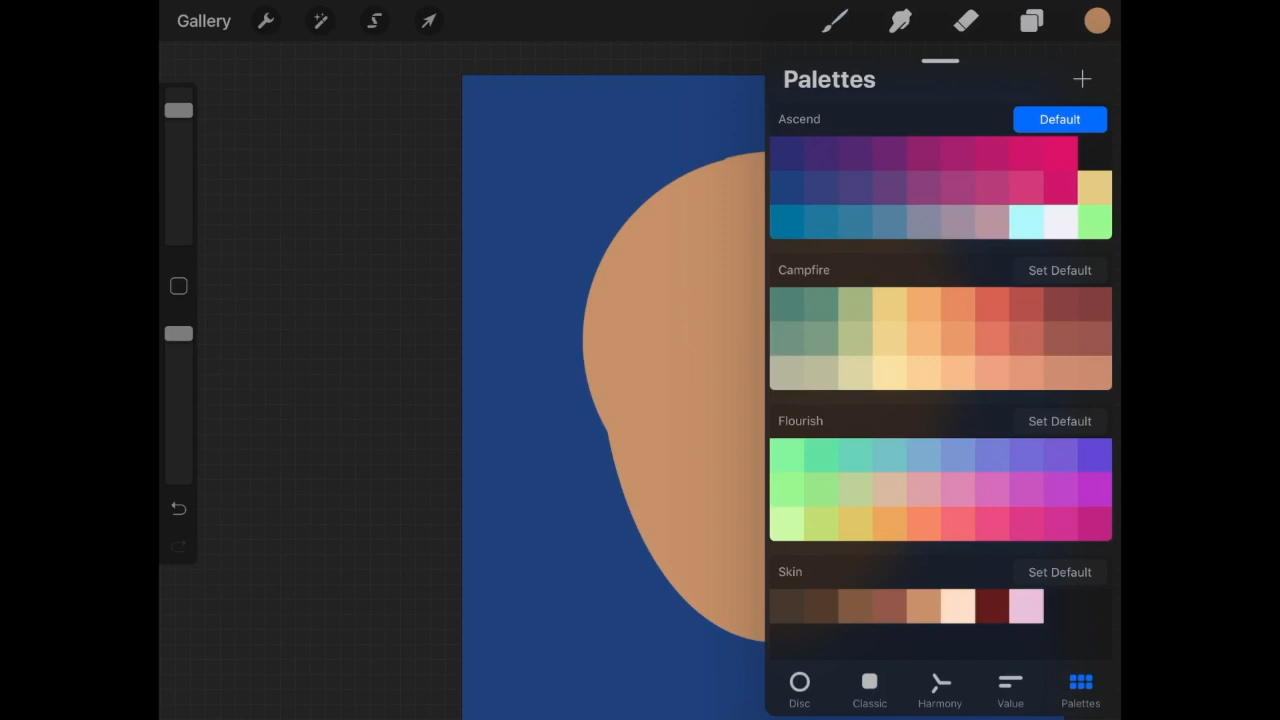 Gallery
Palettes
Ascend
Default
Campfire
Set Default
Flourish
Set Default
Skin
Set Default
Disc
Classic
Harmony
Value
Palettes